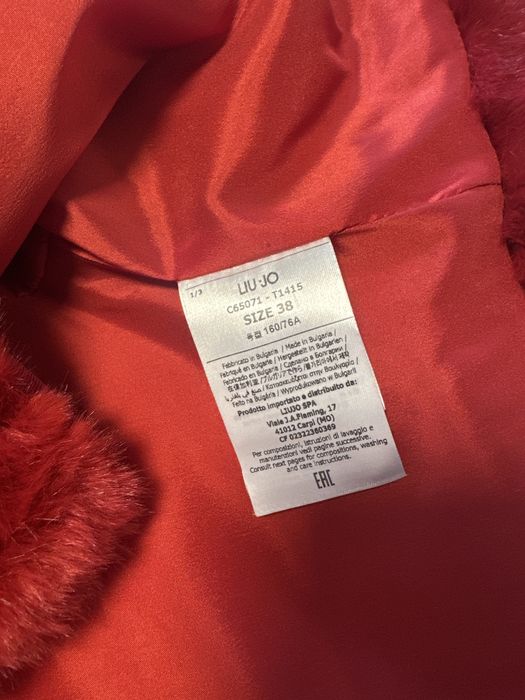 1/3
LIU·JO
C65071 - T1415
SIZE 38
160/76A
Fabbricato in Bulgaria / Made in Bulgaria /
Fabriqué en Bulgarie / Hergestellt in Bulgarien /
Fabricado en Bulgaria / Сделано в Болгарии /
Feito na Bulgária / Wyprodukowano w Bulgarii
Prodotto importato e distribuito da:
LIUJO SPA
Viale J.A.Fleming, 17
41012 Carpi (MO)
CF 02322360369
Per composizioni, istruzioni di lavaggio e
manutenzioni vedi pagine successive.
Consult next pages for compositions, washing
and care instructions.
EAC